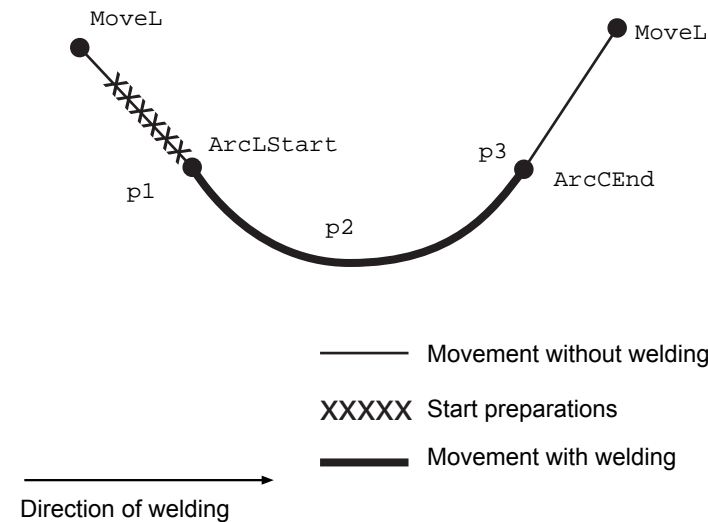 MoveL
MoveL
ArcLStart
p3
p1
ArcCEnd
p2
Movement without welding
XXXXX Start preparations
Movement with welding
Direction of welding